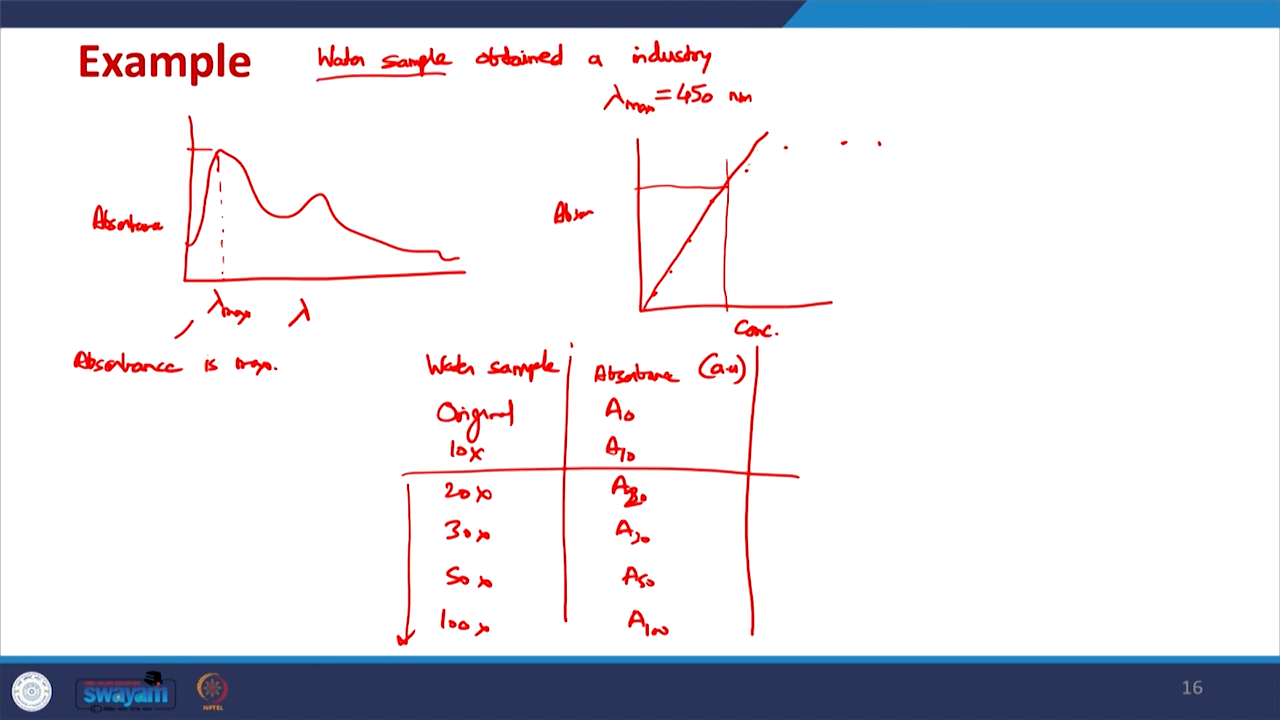 Example
Water sample obtained a industry
λmax = 450 nm
Absorbance
λmax
λ
Absorbance is max.
Absor
Conc.
Water sample | Absorbance (a.u)
Original | A0
10x | A10
20x | A20
30x | A30
50x | A50
100x | A100
swayam
NPTEL
16